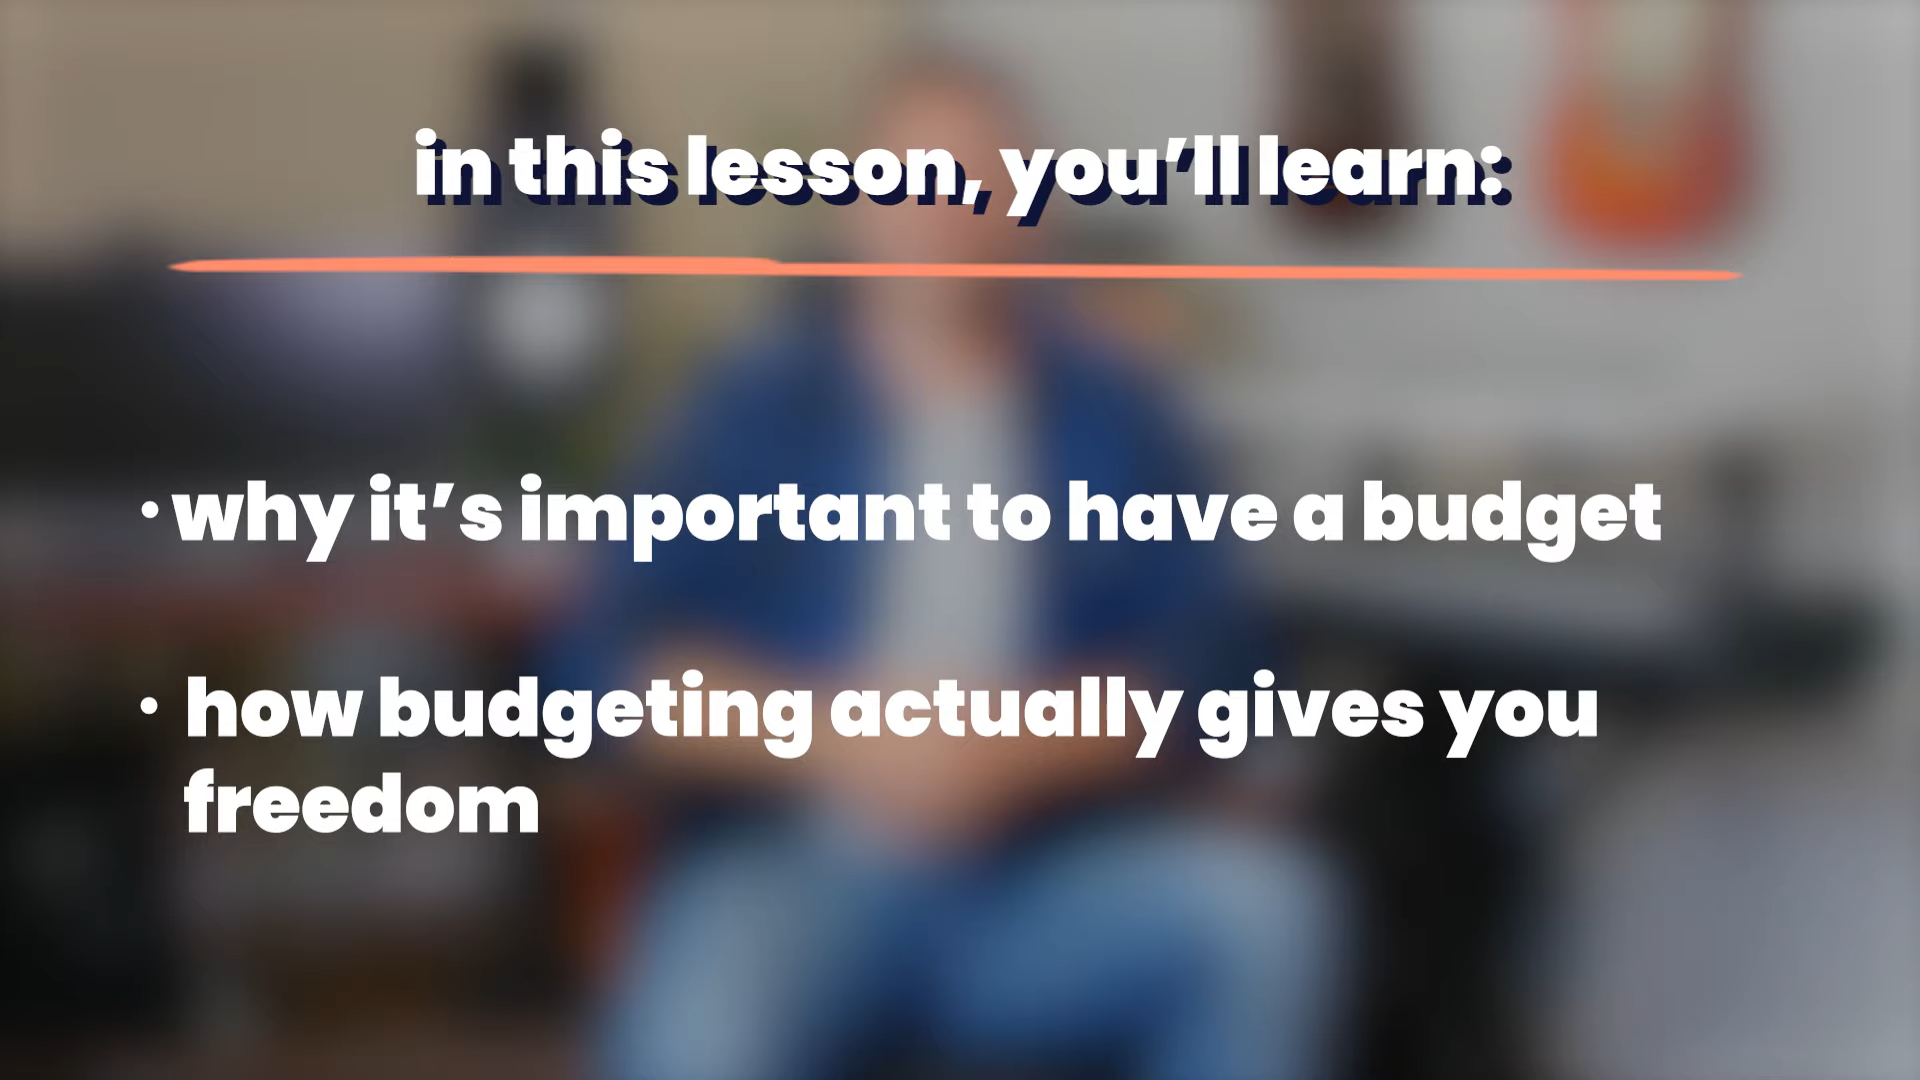 in this lesson, you’ll learn:
• why it’s important to have a budget
• how budgeting actually gives you
freedom